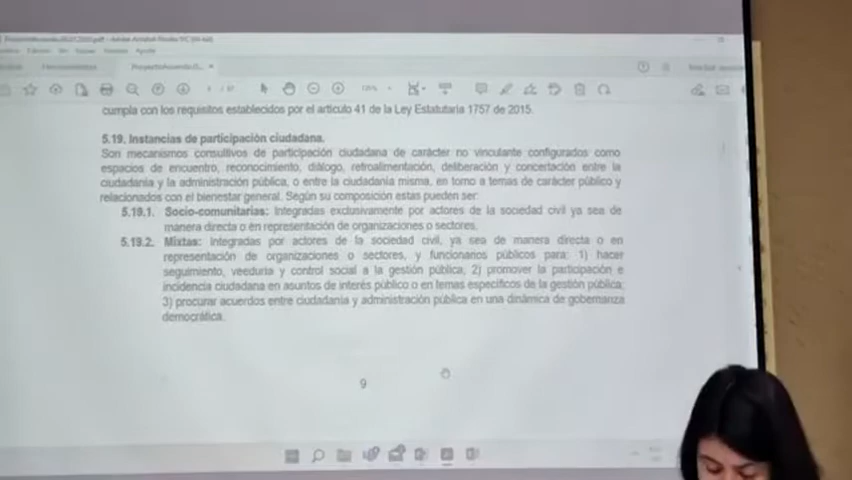 Ayuda
Herramientas
cumpla con los requisitos establecidos por el artículo 41 de la Ley Estatutaria 1757 de 2015.
5.19. Instancias de participación ciudadana.
Son mecanismos consultivos de participación ciudadana de carácter no vinculante configurados como
espacios de encuentro, reconocimiento, diálogo, retroalimentación, deliberación y concertación entre la
ciudadanía y la administración pública, o entre la ciudadanía misma, en torno a temas de carácter público y
relacionados con el bienestar general. Según su composición estas pueden ser:
5.19.1. Socio-comunitarias: Integradas exclusivamente por actores de la sociedad civil ya sea de
manera directa o en representación de organizaciones o sectores.
5.19.2. Mixtas: Integradas por actores de la sociedad civil, ya sea de manera directa o en
representación de organizaciones o sectores, y funcionarios públicos para: 1) hacer
seguimiento, veeduría y control social a la gestión pública, 2) promover la participación e
incidencia ciudadana en asuntos de interés público o en temas específicos de la gestión pública;
3) procurar acuerdos entre ciudadanía y administración pública en una dinámica de gobernanza
democrática.
9